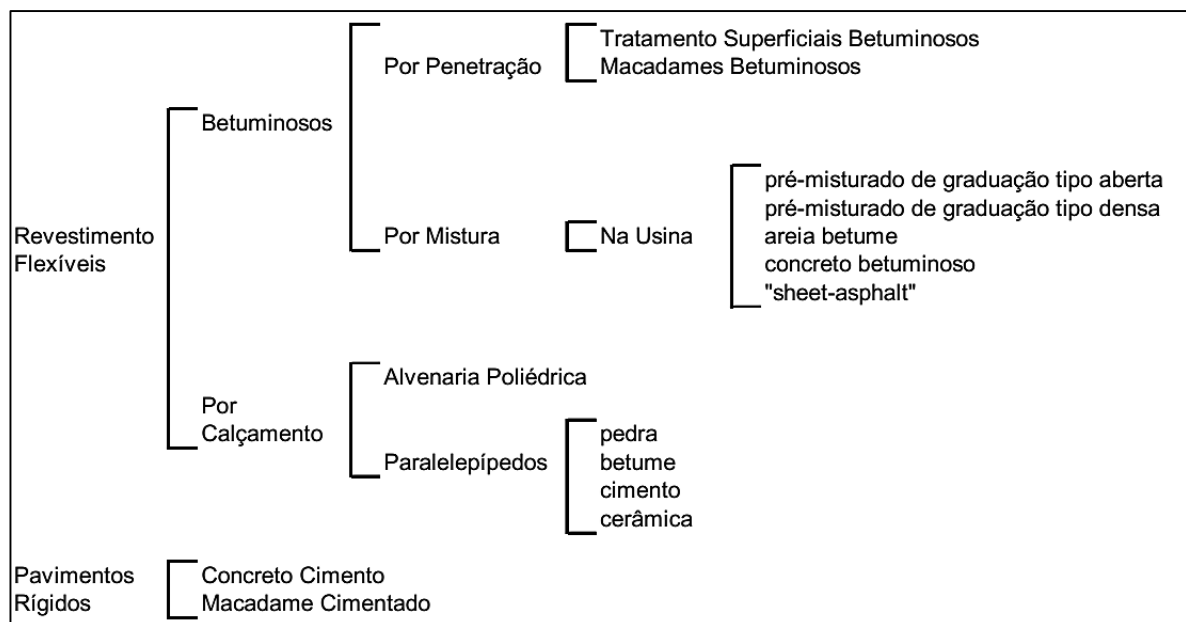 Tratamento Superficiais Betuminosos
Por Penetração
Macadames Betuminosos
Betuminosos
pré-misturado de graduação tipo aberta
pré-misturado de graduação tipo densa
Revestimento
Flexíveis
Por Mistura
Na Usina
areia betume
concreto betuminoso
"sheet-asphalt"
Alvenaria Poliédrica
Por
Calçamento
pedra
Paralelepípedos
betume
cimento
cerâmica
Pavimentos
Rígidos
Concreto Cimento
Macadame Cimentado